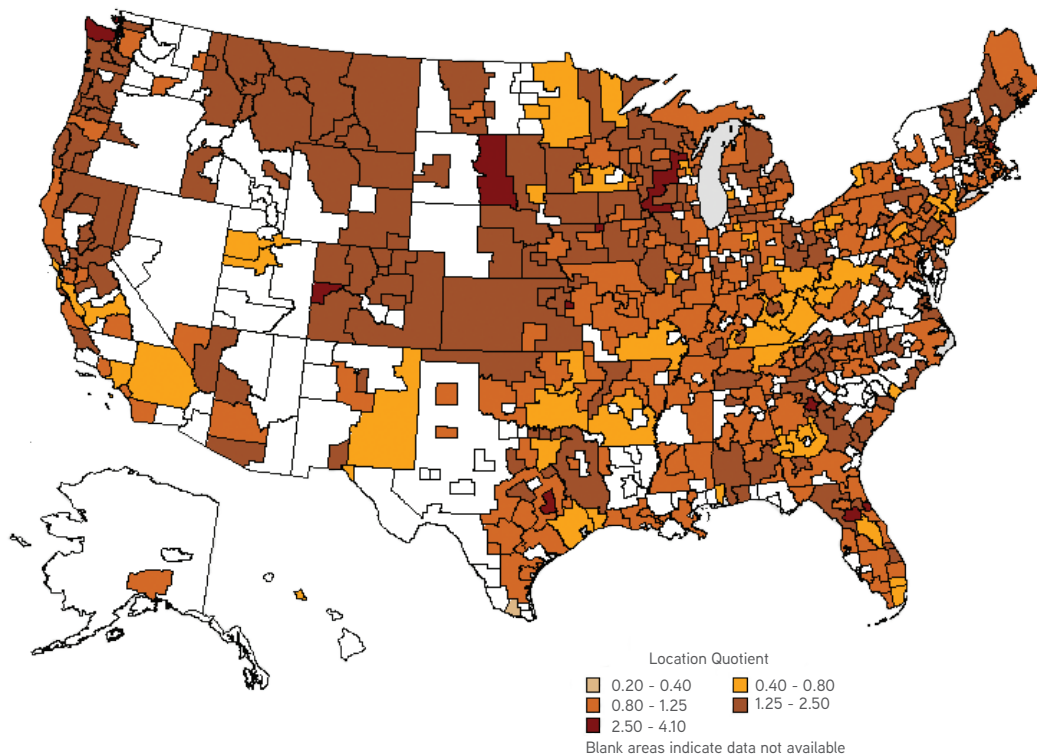 Location Quotient
0.20 - 0.40
0.40 - 0.80
0.80 - 1.25
1.25 - 2.50
2.50 - 4.10
Blank areas indicate data not available